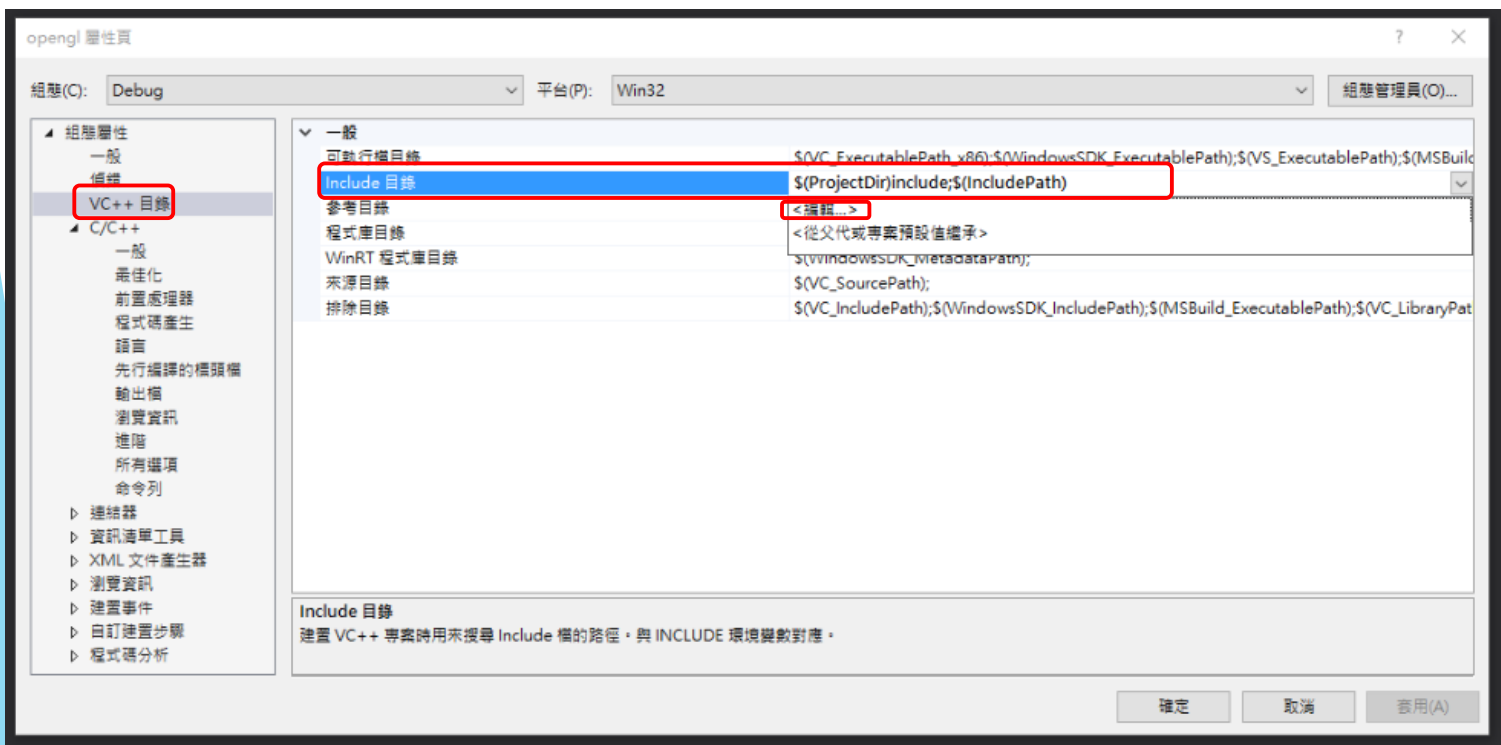 opengl 屬性頁
組態(C): Debug 平台(P): Win32 組態管理員(O)...
組態屬性
一般
偵錯
VC++ 目錄
C/C++
一般
最佳化
前置處理器
程式碼產生
語言
先行編譯的標頭檔
輸出檔
瀏覽資訊
進階
所有選項
命令列
連結器
資訊清單工具
XML 文件產生器
瀏覽資訊
建置事件
自訂建置步驟
程式碼分析
一般
可執行檔目錄 $(VC_ExecutablePath_x86);$(WindowsSDK_ExecutablePath);$(VS_ExecutablePath);$(MSBuild
Include 目錄 $(ProjectDir)include;$(IncludePath)
參考目錄 <編輯...>
程式庫目錄 <從父代或專案預設值繼承>
WinRT 程式庫目錄 $(WindowsSDK_MetadataPath);
來源目錄 $(VC_SourcePath);
排除目錄 $(VC_IncludePath);$(WindowsSDK_IncludePath);$(MSBuild_ExecutablePath);$(VC_LibraryPat
Include 目錄
建置 VC++ 專案時用來搜尋 Include 檔的路徑。與 INCLUDE 環境變數對應。
確定 取消 套用(A)